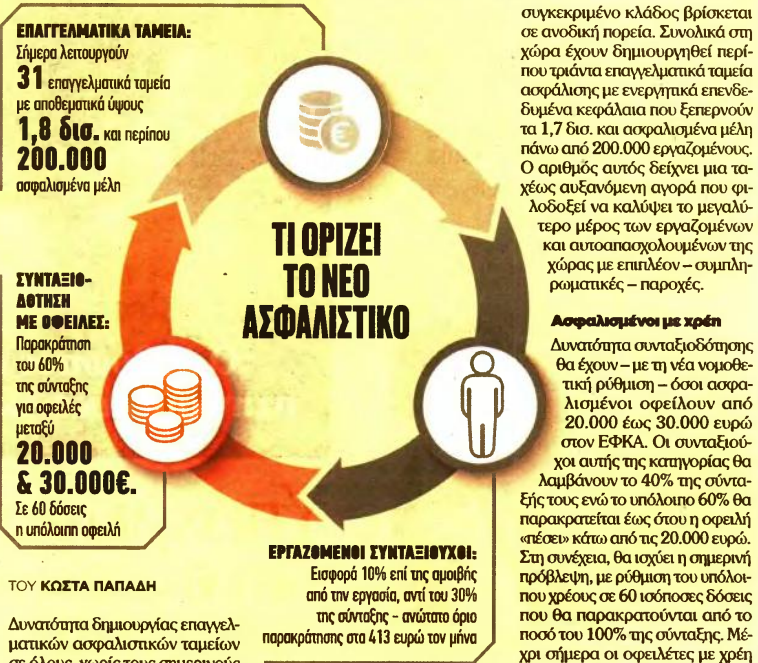 ΕΠΑΓΓΕΛΜΑΤΙΚΑ ΤΑΜΕΙΑ:
Σήμερα λειτουργούν
31 επαγγελματικά ταμεία
με αποθεματικά ύψους
1,8 δισ. και περίπου
200.000
ασφαλισμένα μέλη
ΤΙ ΟΡΙΖΕΙ
ΤΟ ΝΕΟ
ΑΣΦΑΛΙΣΤΙΚΟ
ΣΥΝΤΑΞΙΟ-
ΔΟΤΗΣΗ
ΜΕ ΟΦΕΙΛΕΣ:
Παρακράτηση
του 60%
της σύνταξης
για οφειλές
μεταξύ
20.000
& 30.000€.
Σε 60 δόσεις
η υπόλοιπη οφειλή
ΕΡΓΑΖΟΜΕΝΟΙ ΣΥΝΤΑΞΙΟΥΧΟΙ:
Εισφορά 10% επί της αμοιβής
από την εργασία, αντί του 30%
της σύνταξης - ανώτατο όριο
παρακράτησης στα 413 ευρώ τον μήνα
ΤΟΥ ΚΩΣΤΑ ΠΑΠΑΔΗ
Δυνατότητα δημιουργίας επαγγελ-
ματικών ασφαλιστικών ταμείων
σε όλους, χωρίς τους σημερινούς
συγκεκριμένο κλάδος βρίσκεται
σε ανοδική πορεία. Συνολικά στη
χώρα έχουν δημιουργηθεί περί-
που τριάντα επαγγελματικά ταμεία
ασφάλισης με ενεργητικά επενδε-
δυμένα κεφάλαια που ξεπερνούν
τα 1,7 δισ. και ασφαλισμένα μέλη
πάνω από 200.000 εργαζομένους.
Ο αριθμός αυτός δείχνει μια τα-
χέως αυξανόμενη αγορά που φι-
λοδοξεί να καλύψει το μεγαλύ-
τερο μέρος των εργαζομένων
και αυτοαπασχολουμένων της
χώρας με επιπλέον – συμπλη-
ρωματικές – παροχές.
Ασφαλισμένοι με χρέη
Δυνατότητα συνταξιοδότησης
θα έχουν – με τη νέα νομοθε-
τική ρύθμιση – όσοι ασφα-
λισμένοι οφείλουν από
20.000 έως 30.000 ευρώ
στον ΕΦΚΑ. Οι συνταξιού-
χοι αυτής της κατηγορίας θα
λαμβάνουν το 40% της σύντα-
ξής τους ενώ το υπόλοιπο 60% θα
παρακρατείται έως ότου η οφειλή
«πέσει» κάτω από τις 20.000 ευρώ.
Στη συνέχεια, θα ισχύει η σημερινή
πρόβλεψη, με ρύθμιση του υπόλοι-
που χρέους σε 60 ισόποσες δόσεις
που θα παρακρατούνται από το
ποσό του 100% της σύνταξης. Μέ-
χρι σήμερα οι οφειλέτες με χρέη